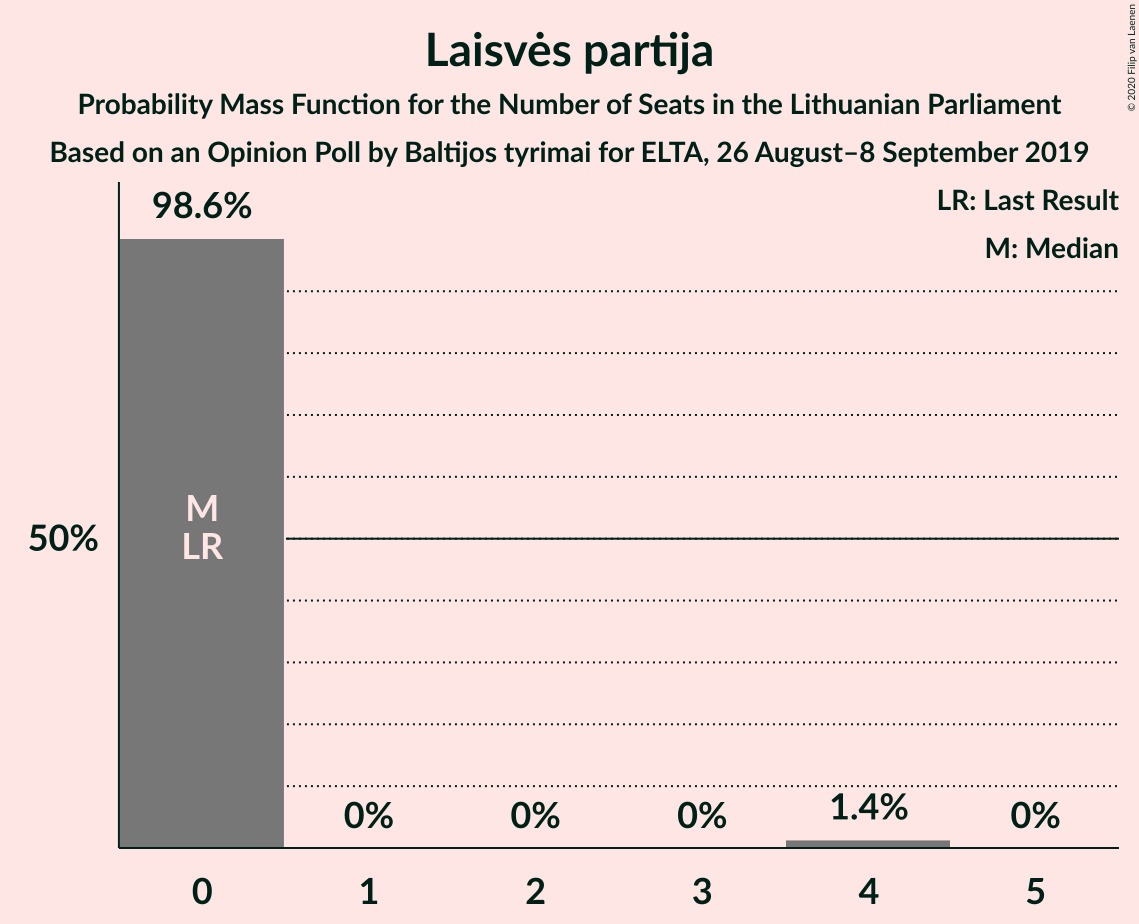 Laisvės partija
Probability Mass Function for the Number of Seats in the Lithuanian Parliament
Based on an Opinion Poll by Baltijos tyrimai for ELTA, 26 August–8 September 2019
© 2020 Filip van Laenen
LR: Last Result
M: Median
98.6%
M
LR
50%
0%
0%
0%
1.4%
0%
0
1
2
3
4
5